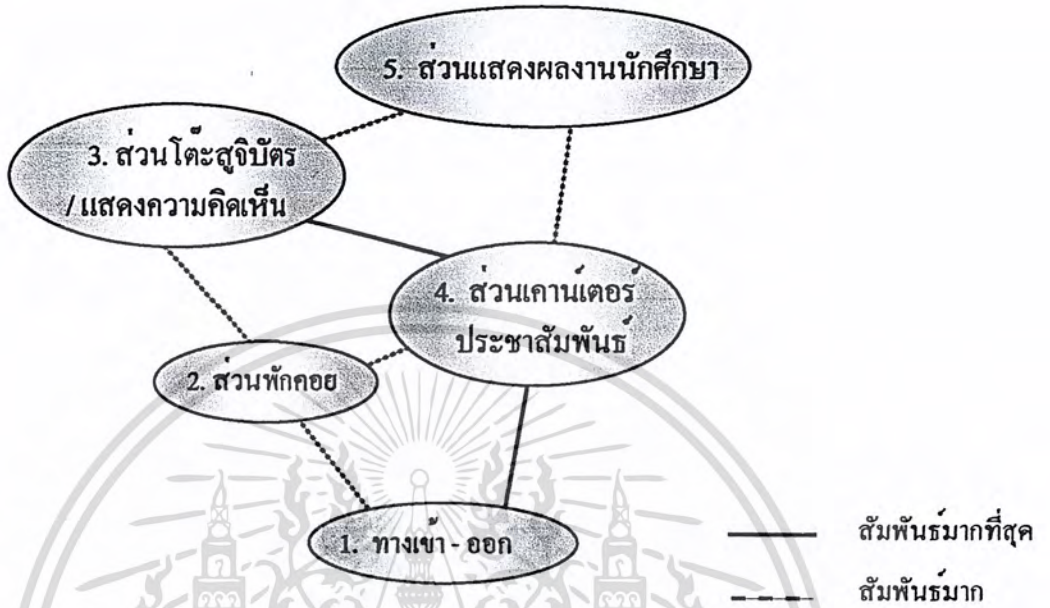 5. ส่วนแสดงผลงานนักศึกษา
3. ส่วนโต๊ะสูจิบัตร
/ แสดงความคิดเห็น
4. ส่วนเคาน์เตอร์
ประชาสัมพันธ์
2. ส่วนพักคอย
1. ทางเข้า - ออก
สัมพันธ์มากที่สุด
สัมพันธ์มาก